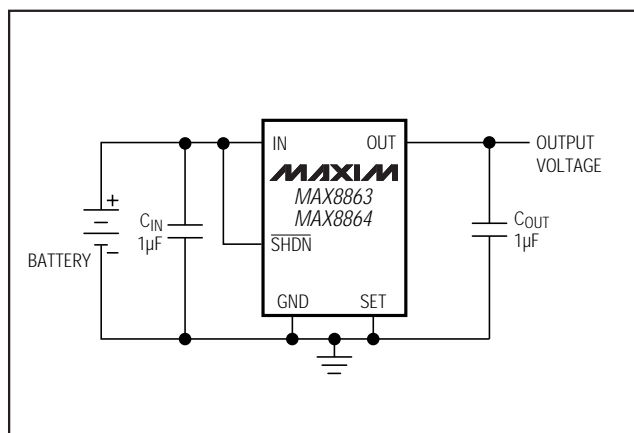 IN
OUT
OUTPUT
VOLTAGE
MAXIM
MAX8863
MAX8864
+
CIN
1µF
COUT
1µF
SHDN
BATTERY
−
GND
SET